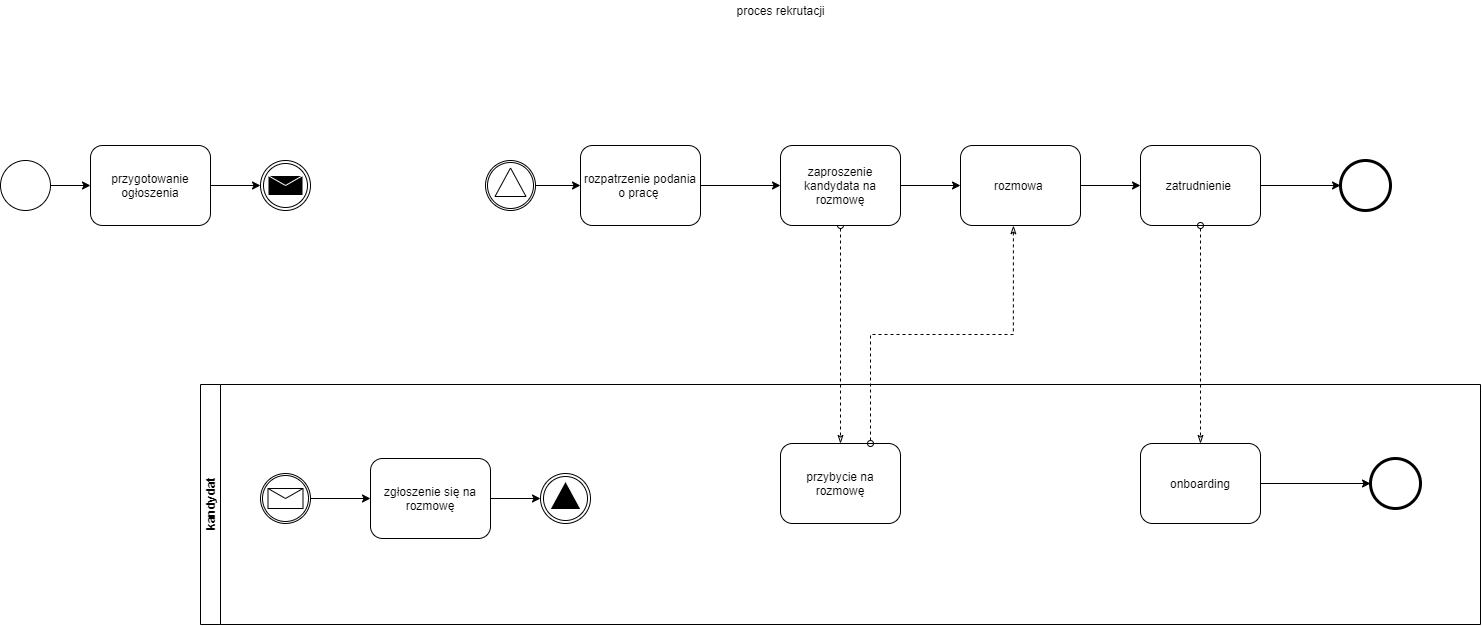 proces rekrutacji
przygotowanie
ogłoszenia
rozpatrzenie podania
o pracę
zaproszenie
kandydata na
rozmowę
rozmowa
zatrudnienie
kandydat
zgłoszenie się na
rozmowę
przybycie na
rozmowę
onboarding